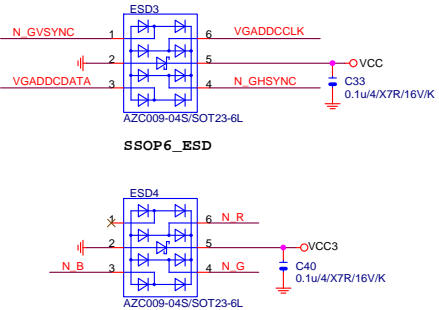 ESD3
N_GVSYNC 1 6 VGADDCCLK
2 5 VCC
VGADDCDATA 3 4 N_GHSYNC
C33
0.1u/4/X7R/16V/K
AZC009-04S/SOT23-6L
SSOP6_ESD
ESD4
1 6 N_R
2 5 VCC3
N_B 3 4 N_G
C40
0.1u/4/X7R/16V/K
AZC009-04S/SOT23-6L